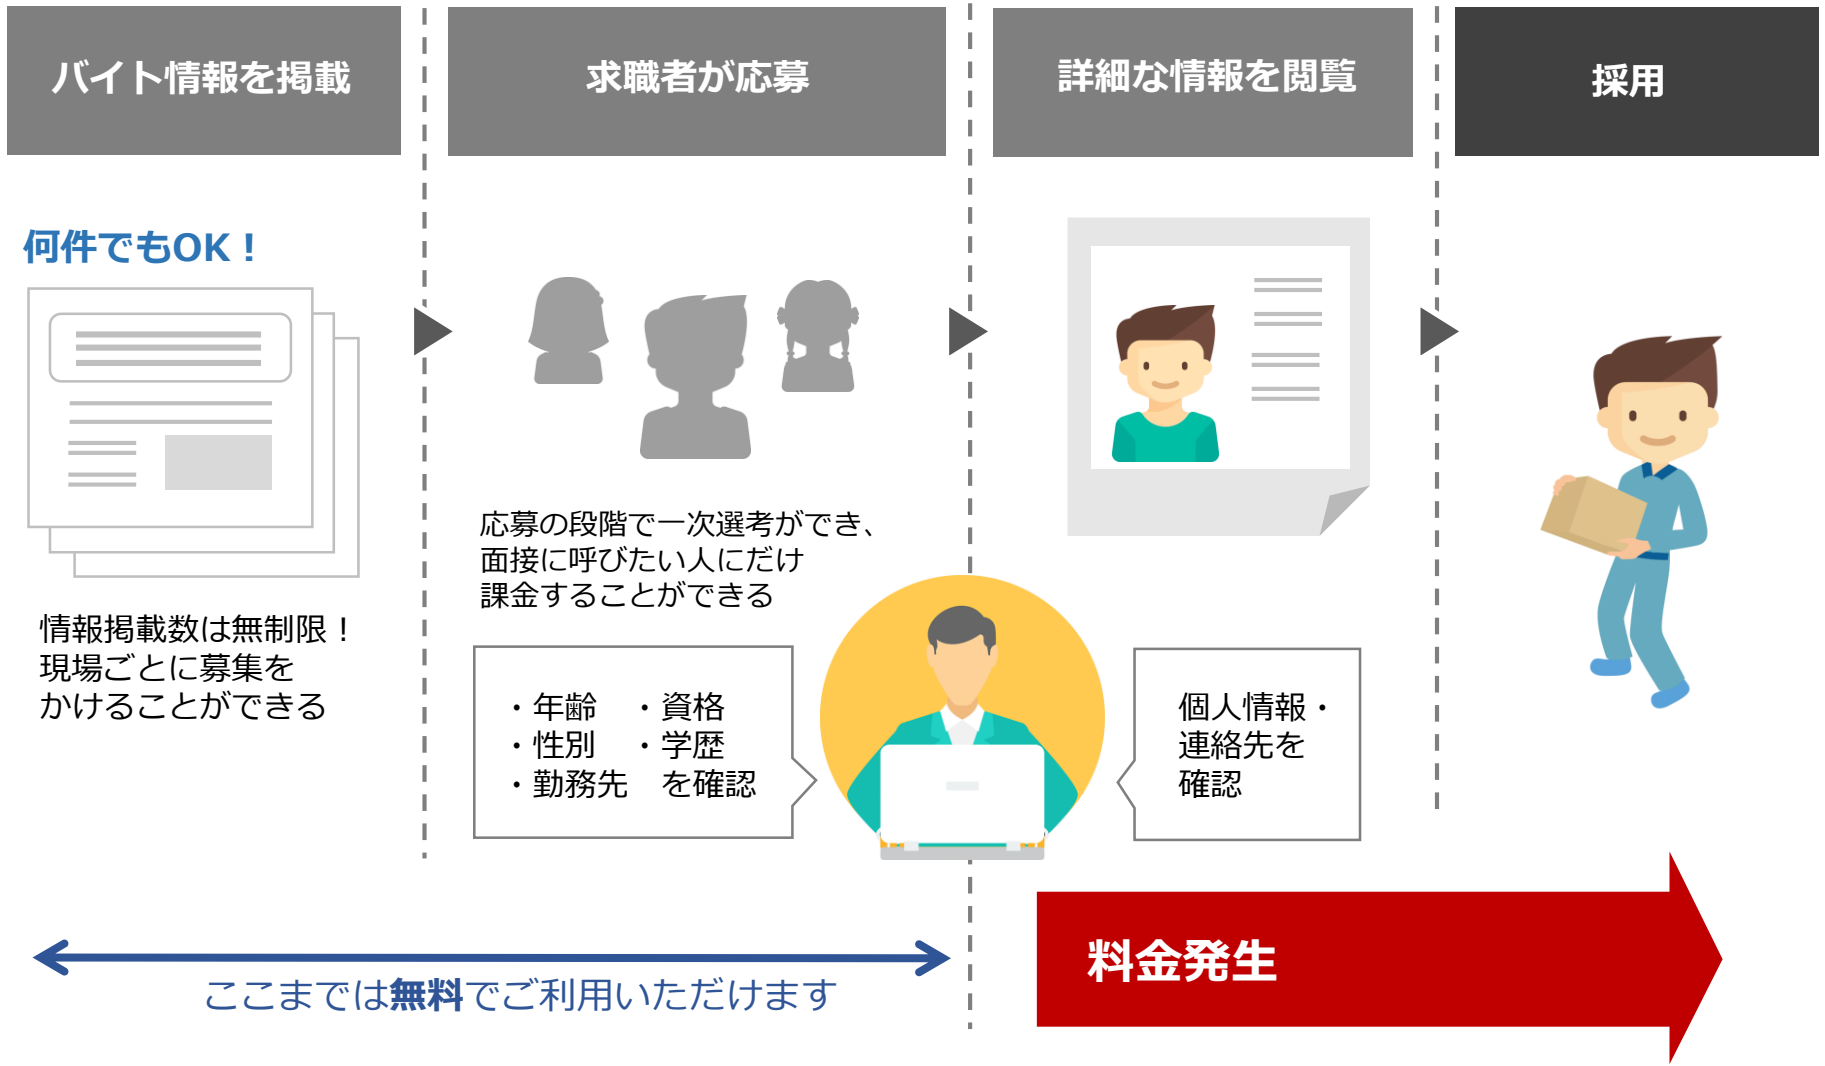 バイト情報を掲載
求職者が応募
詳細な情報を閲覧
採用
何件でもOK！
情報掲載数は無制限！
現場ごとに募集を
かけることができる
応募の段階で一次選考ができ、
面接に呼びたい人にだけ
課金することができる
・年齢　・資格
・性別　・学歴
・勤務先　を確認
個人情報・
連絡先を
確認
ここまでは無料でご利用いただけます
料金発生